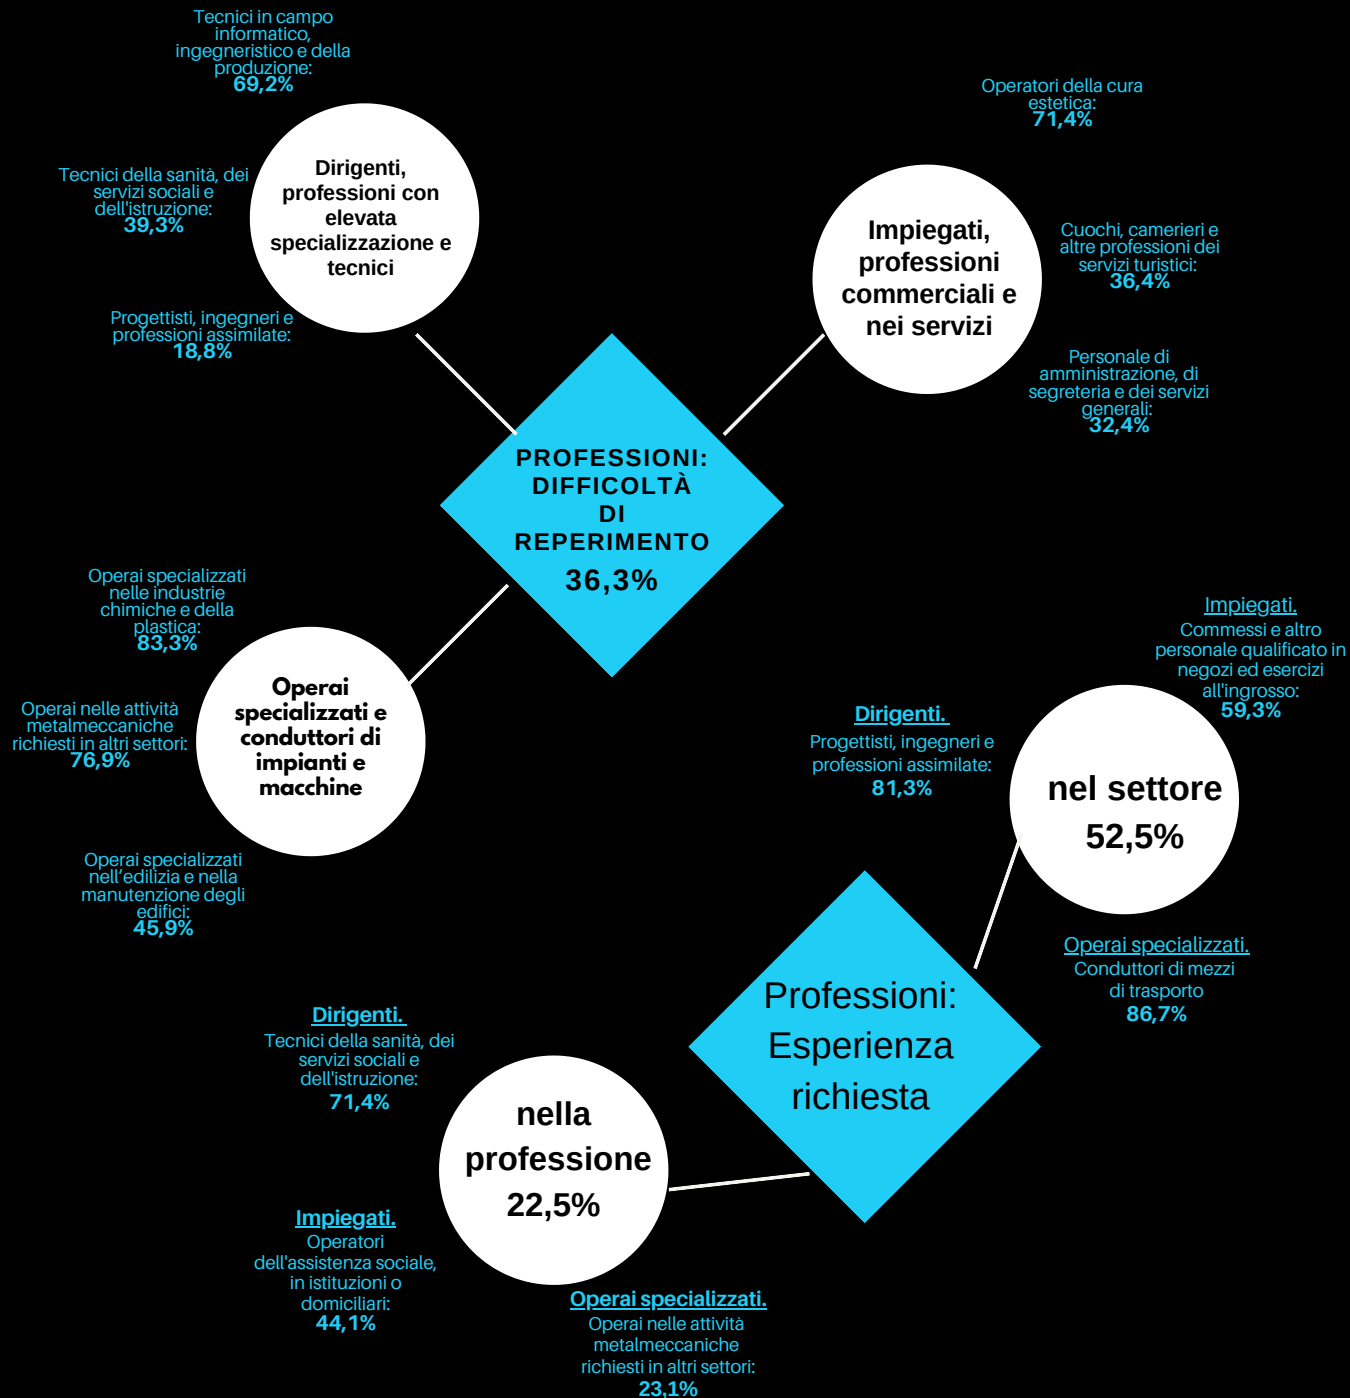 Tecnici in campo
informatico,
ingegneristico e della
produzione:
69,2%
Dirigenti,
professioni con
elevata
specializzazione e
tecnici
Tecnici della sanità, dei
servizi sociali e
dell'istruzione:
39,3%
Progettisti, ingegneri e
professioni assimilate:
18,8%
Operatori della cura
estetica:
71,4%
Impiegati,
professioni
commerciali e
nei servizi
Cuochi, camerieri e
altre professioni dei
servizi turistici:
36,4%
Personale di
amministrazione, di
segreteria e dei servizi
generali:
32,4%
PROFESSIONI:
DIFFICOLTÀ
DI
REPERIMENTO
36,3%
Operai specializzati
nelle industrie
chimiche e della
plastica:
83,3%
Operai
specializzati e
conduttori di
impianti e
macchine
Operai nelle attività
metalmeccaniche
richiesti in altri settori:
76,9%
Operai specializzati
nell’edilizia e nella
manutenzione degli
edifici:
45,9%
Impiegati.
Commessi e altro
personale qualificato in
negozi ed esercizi
all'ingrosso:
59,3%
Dirigenti.
Progettisti, ingegneri e
professioni assimilate:
81,3%
nel settore
52,5%
Operai specializzati.
Conduttori di mezzi
di trasporto
86,7%
Professioni:
Esperienza
richiesta
Dirigenti.
Tecnici della sanità, dei
servizi sociali e
dell'istruzione:
71,4%
nella
professione
22,5%
Impiegati.
Operatori
dell'assistenza sociale,
in istituzioni o
domiciliari:
44,1%
Operai specializzati.
Operai nelle attività
metalmeccaniche
richiesti in altri settori:
23,1%